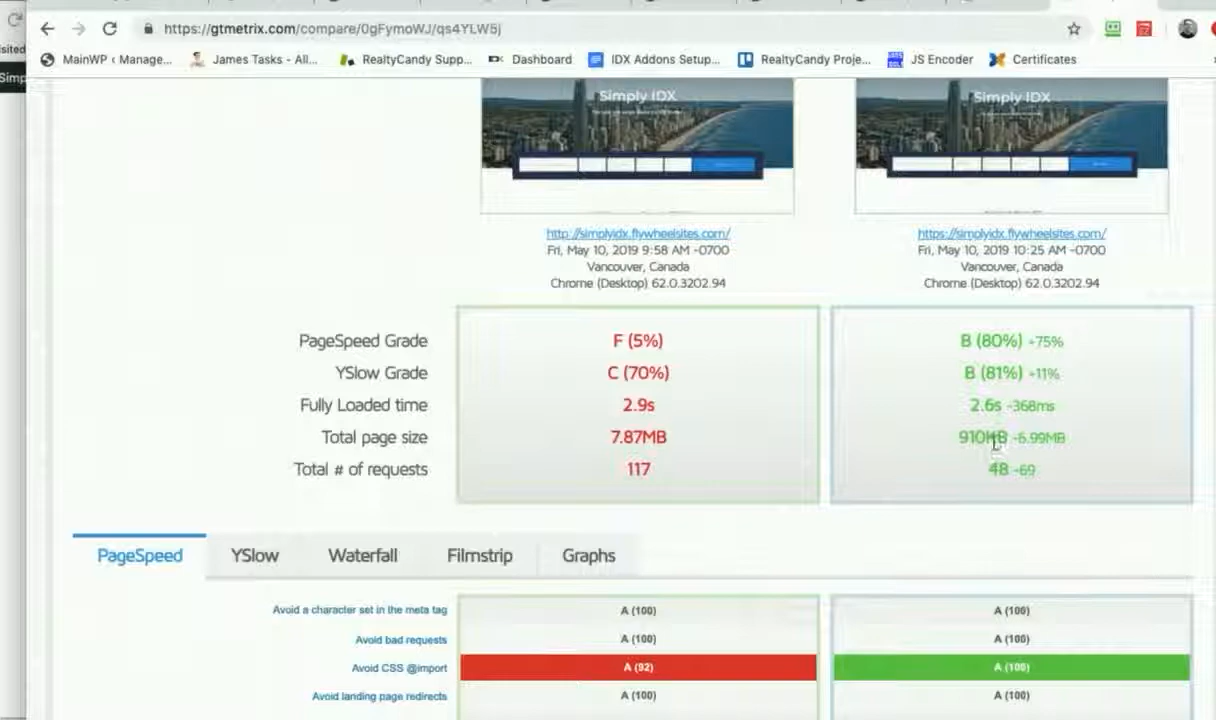 https://gtmetrix.com/compare/0gFymoWJ/qs4YLW5j
sited
MainWP ‹ Manage... James Tasks - All... RealtyCandy Supp... Dashboard IDX Addons Setup... RealtyCandy Proje... JS Encoder Certificates
Simp
Simply IDX Simply IDX
http://simplyidx.flywheelsites.com/ https://simplyidx.flywheelsites.com/
Fri, May 10, 2019 9:58 AM -0700 Fri, May 10, 2019 10:25 AM -0700
Vancouver, Canada Vancouver, Canada
Chrome (Desktop) 62.0.3202.94 Chrome (Desktop) 62.0.3202.94
PageSpeed Grade F (5%) B (80%) +75%
YSlow Grade C (70%) B (81%) +11%
Fully Loaded time 2.9s 2.6s -368ms
Total page size 7.87MB 910KB -6.99MB
Total # of requests 117 48 -69
PageSpeed YSlow Waterfall Filmstrip Graphs
Avoid a character set in the meta tag A (100) A (100)
Avoid bad requests A (100) A (100)
Avoid CSS @import A (92) A (100)
Avoid landing page redirects A (100) A (100)